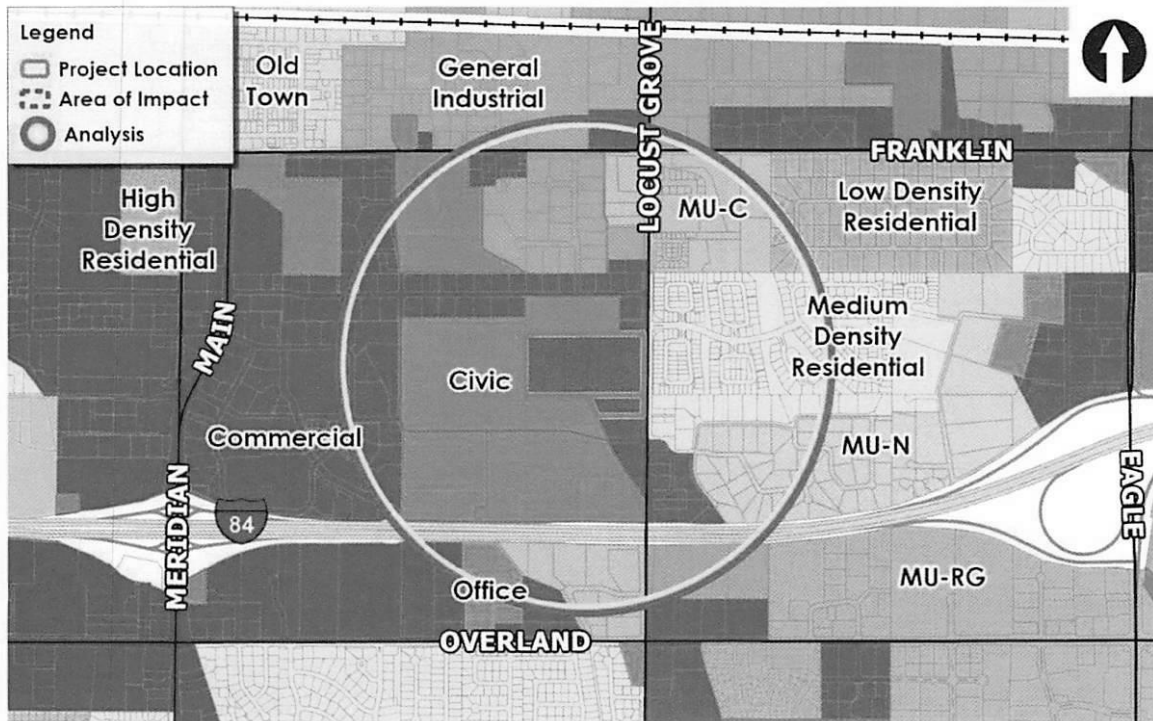 Legend
Project Location
Area of Impact
Analysis
Old
Town
General
Industrial
LOCUST GROVE
FRANKLIN
High
Density
Residential
MU-C
Low Density
Residential
MAIN
Medium
Density
Residential
Civic
Commercial
MU-N
MERIDIAN
84
EAGLE
Office
MU-RG
OVERLAND